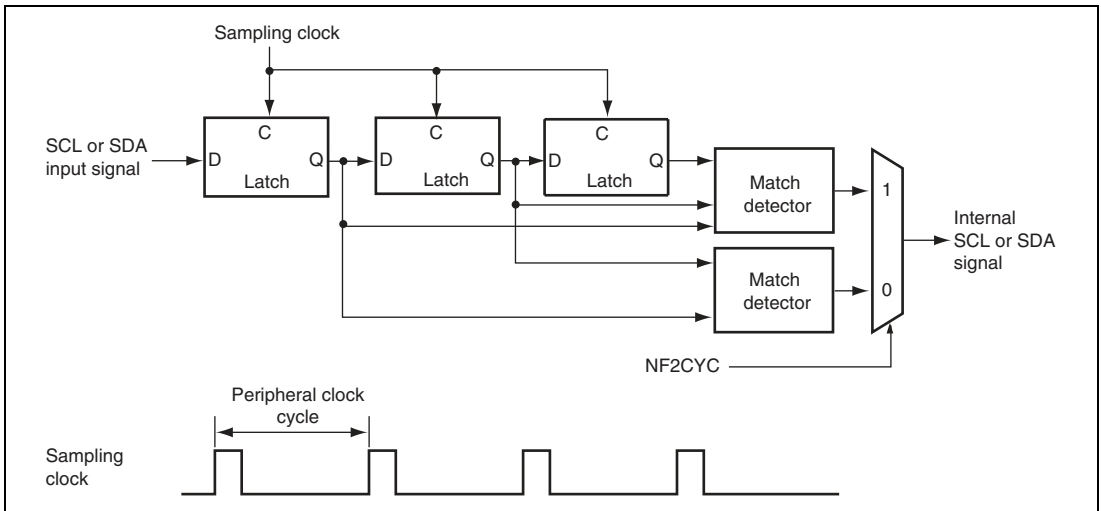 Sampling clock
SCL or SDA
input signal
C
D
Q
Latch
C
D
Q
Latch
C
D
Q
Latch
Match
detector
Match
detector
1
0
Internal
SCL or SDA
signal
NF2CYC
Peripheral clock
cycle
Sampling
clock